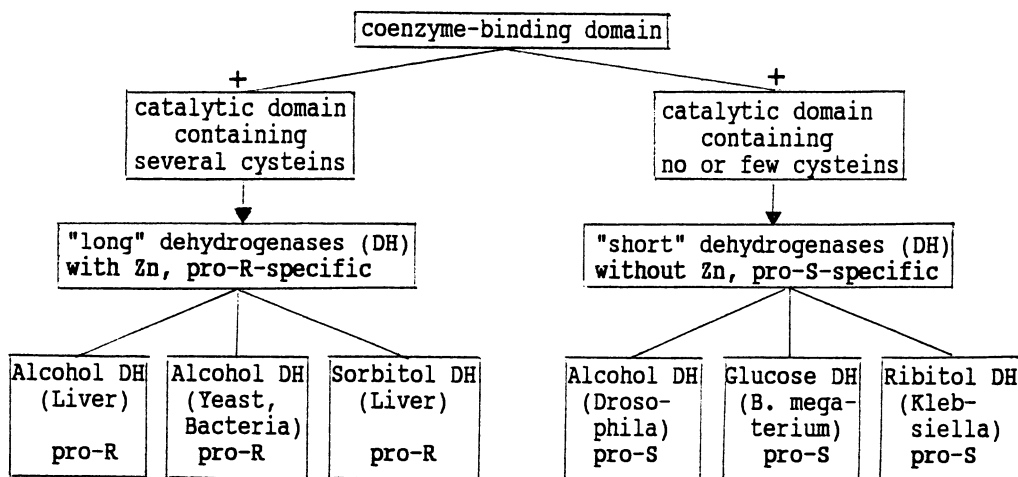 coenzyme-binding domain
+
catalytic domain
containing
several cysteins
+
catalytic domain
containing
no or few cysteins
"long" dehydrogenases (DH)
with Zn, pro-R-specific
"short" dehydrogenases (DH)
without Zn, pro-S-specific
Alcohol DH
(Liver)
pro-R
Alcohol DH
(Yeast,
Bacteria)
pro-R
Sorbitol DH
(Liver)
pro-R
Alcohol DH
(Droso-
phila)
pro-S
Glucose DH
(B. mega-
terium)
pro-S
Ribitol DH
(Kleb-
siella)
pro-S